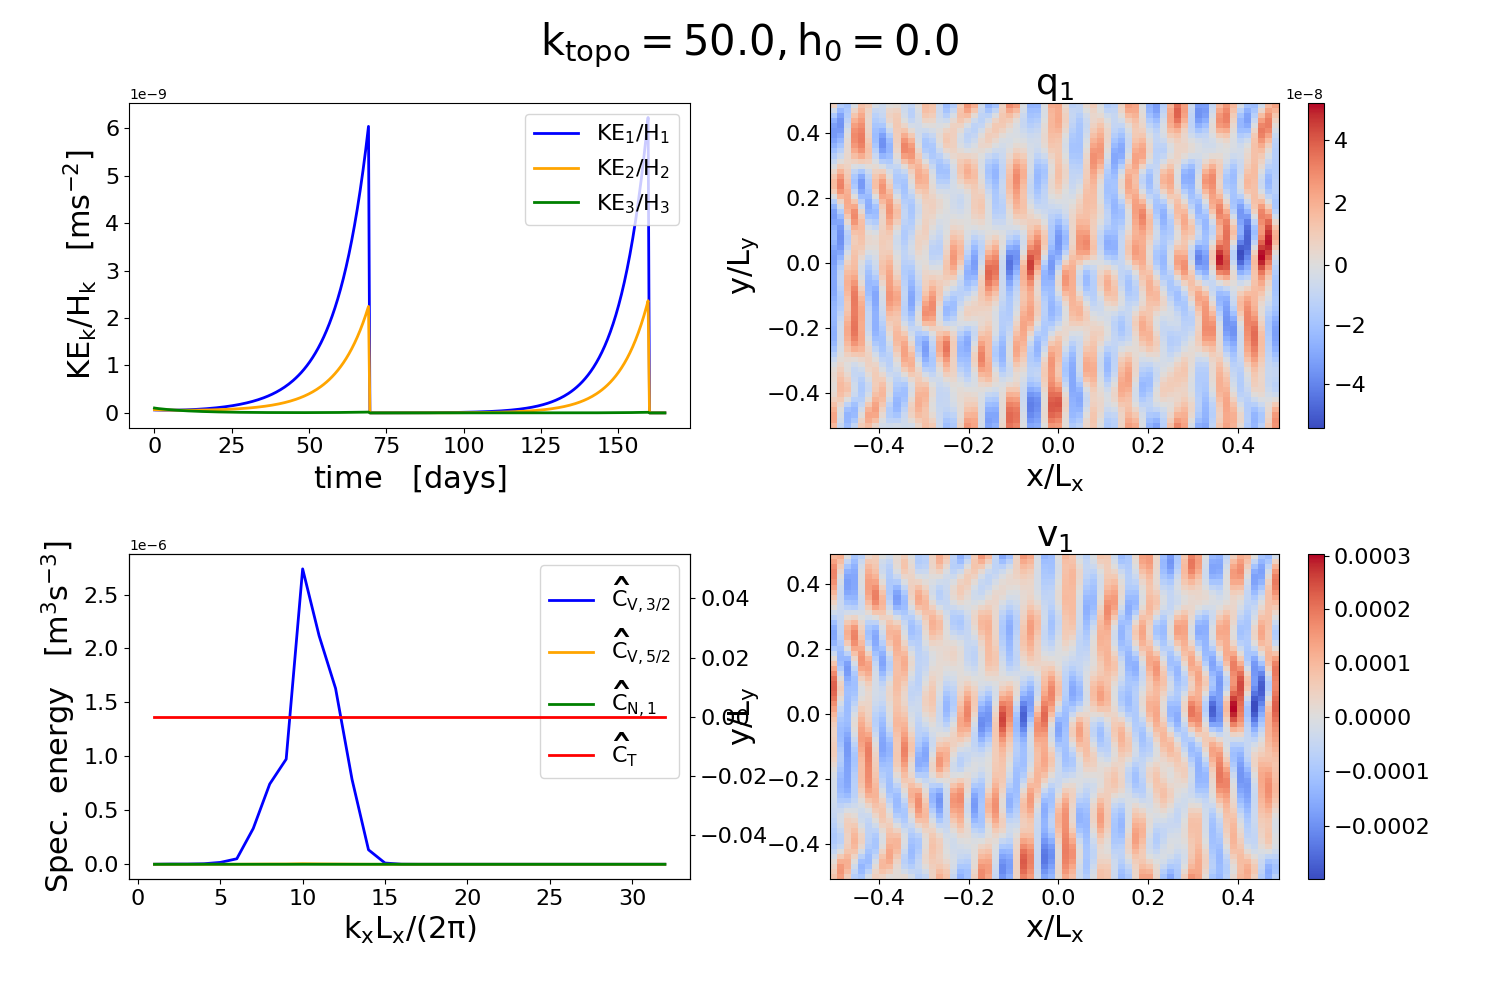 k_topo = 50.0, h_0 = 0.0
1e−9
KE_k/H_k [ms^−2]
6
5
4
3
2
1
0
KE_1/H_1
KE_2/H_2
KE_3/H_3
0 25 50 75 100 125 150
time [days]
q_1
1e−8
y/L_y
0.4
0.2
0.0
−0.2
−0.4
−0.4 −0.2 0.0 0.2 0.4
x/L_x
4
2
0
−2
−4
1e−6
Spec. energy [m^3s^−3]
2.5
2.0
1.5
1.0
0.5
0.0
Ĉ_V,3/2
Ĉ_V,5/2
Ĉ_N,1
Ĉ_T
0.04
0.02
0.00
−0.02
−0.04
0 5 10 15 20 25 30
k_xL_x/(2π)
v_1
y/L_y
0.4
0.2
0.0
−0.2
−0.4
−0.4 −0.2 0.0 0.2 0.4
x/L_x
0.0003
0.0002
0.0001
0.0000
−0.0001
−0.0002